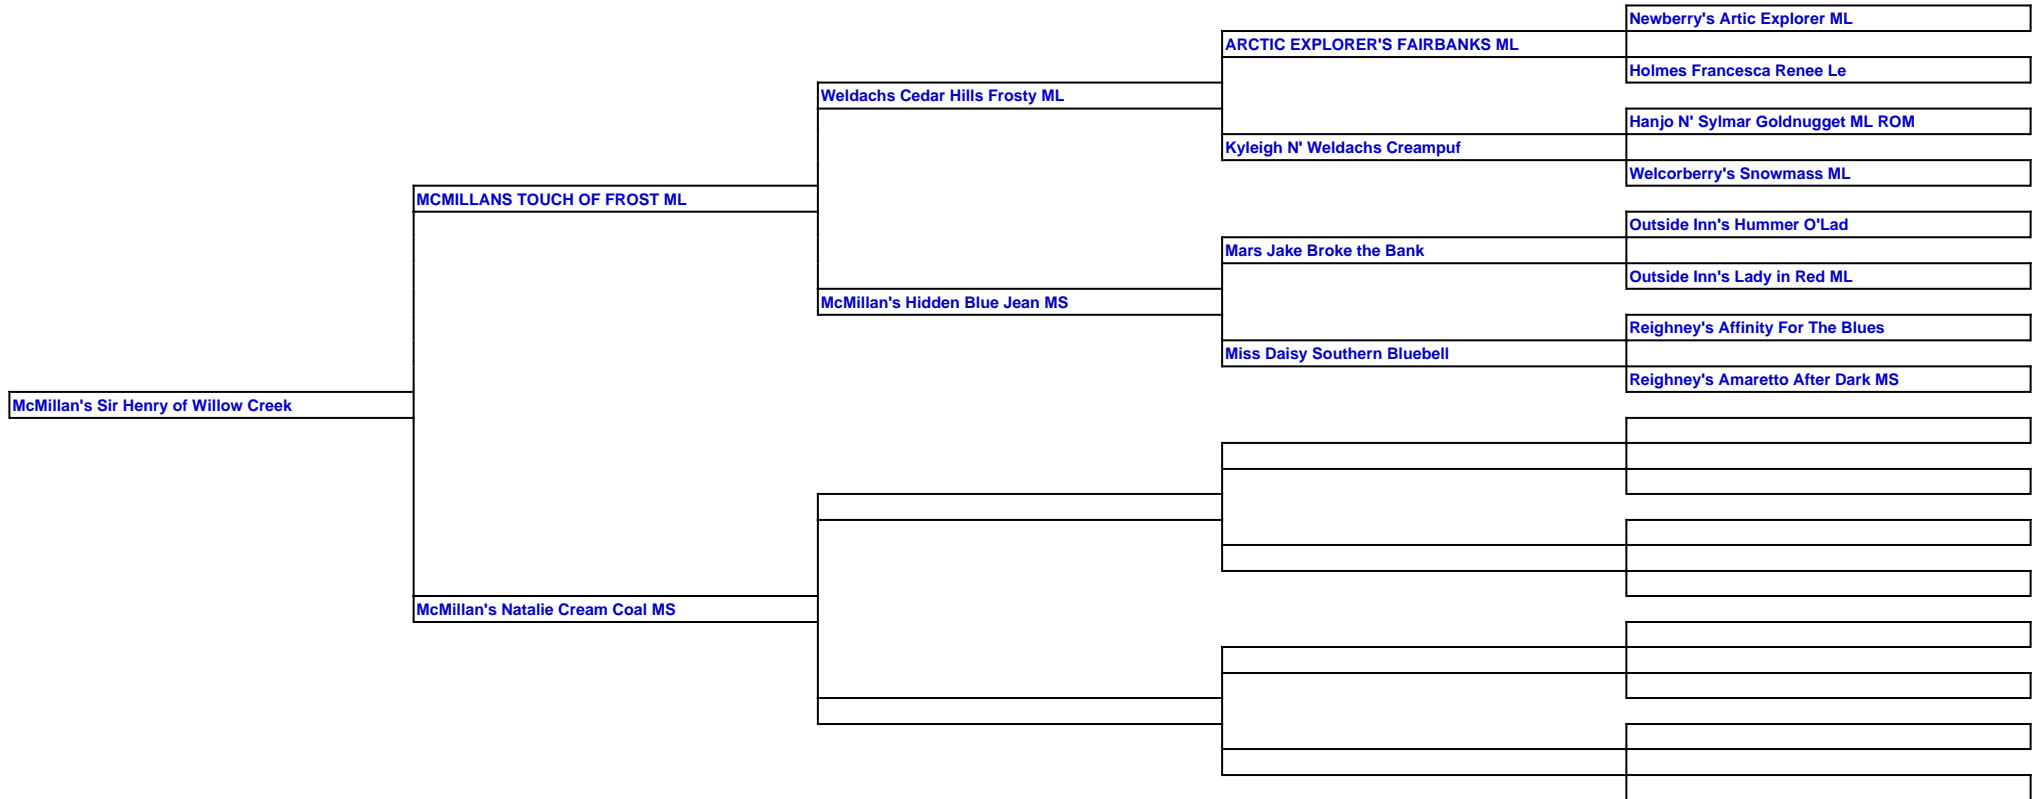 Newberry's Artic Explorer ML
ARCTIC EXPLORER'S FAIRBANKS ML
Holmes Francesca Renee Le
Weldachs Cedar Hills Frosty ML
Hanjo N' Sylmar Goldnugget ML ROM
Kyleigh N' Weldachs Creampuf
Welcorberry's Snowmass ML
MCMILLANS TOUCH OF FROST ML
Outside Inn's Hummer O'Lad
Mars Jake Broke the Bank
Outside Inn's Lady in Red ML
McMillan's Hidden Blue Jean MS
Reighney's Affinity For The Blues
Miss Daisy Southern Bluebell
Reighney's Amaretto After Dark MS
McMillan's Sir Henry of Willow Creek
McMillan's Natalie Cream Coal MS